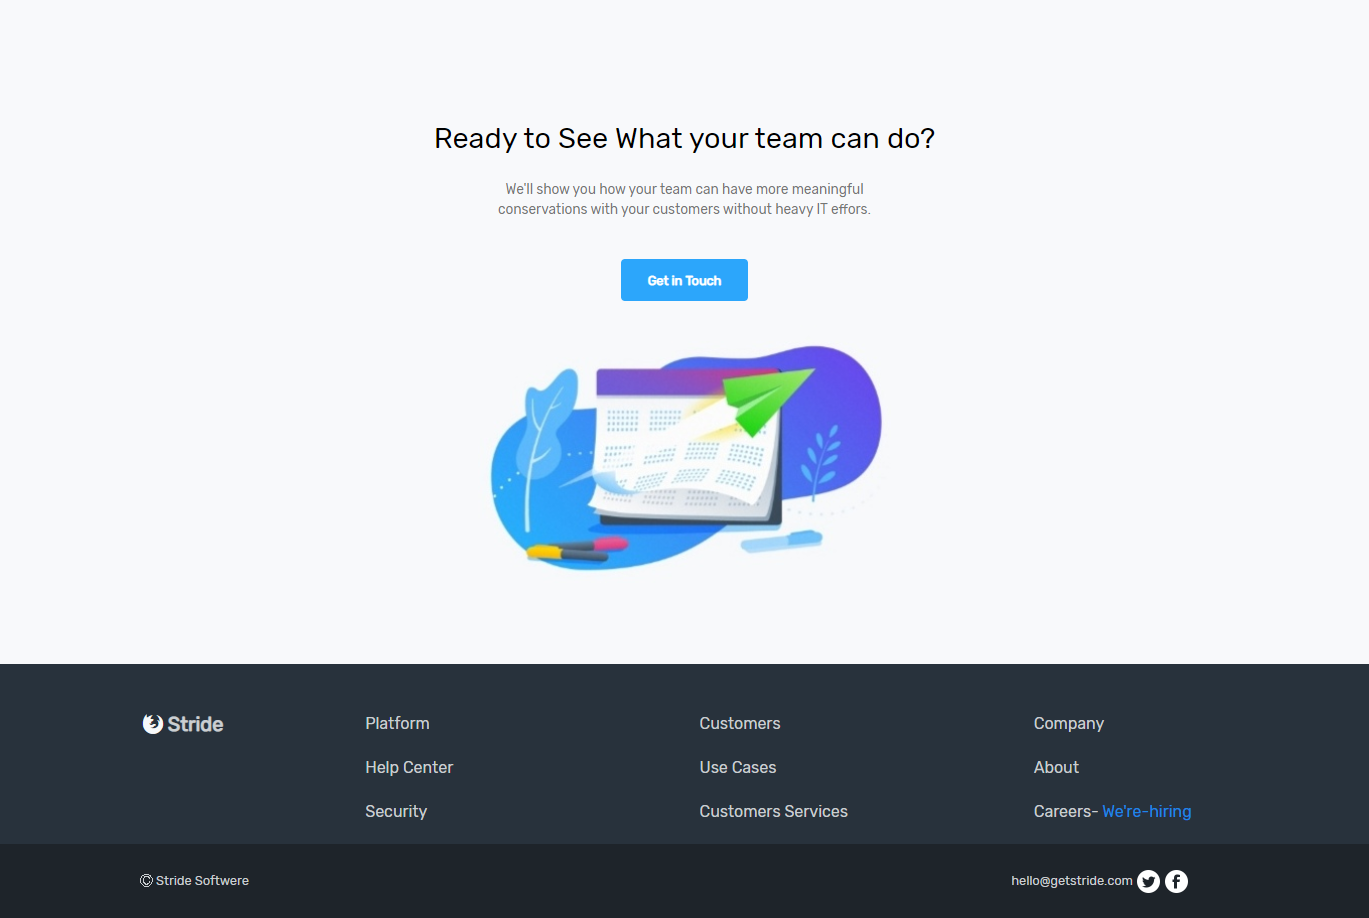 Ready to See What your team can do?
We'll show you how your team can have more meaningful
conservations with your customers without heavy IT effors.
Get in Touch
Stride
Platform
Help Center
Security
Customers
Use Cases
Customers Services
Company
About
Careers- We're-hiring
© Stride Softwere
hello@getstride.com